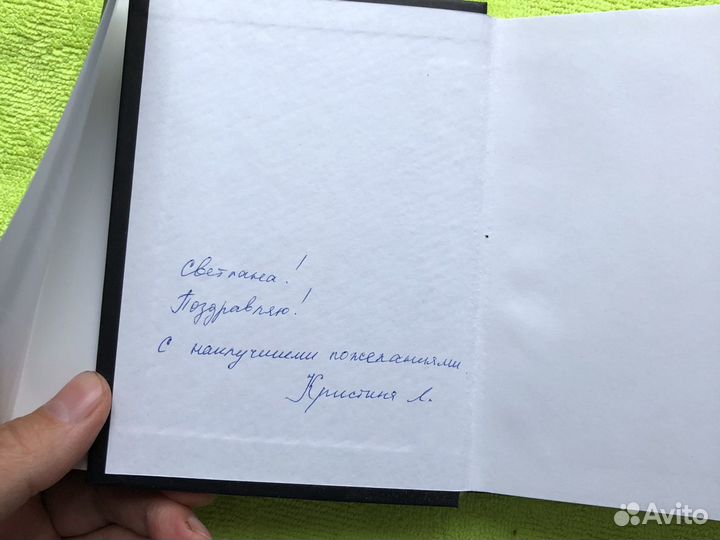 Светлана!
Поздравляю!
С наилучшими пожеланиями.
Кристина Л.
Avito